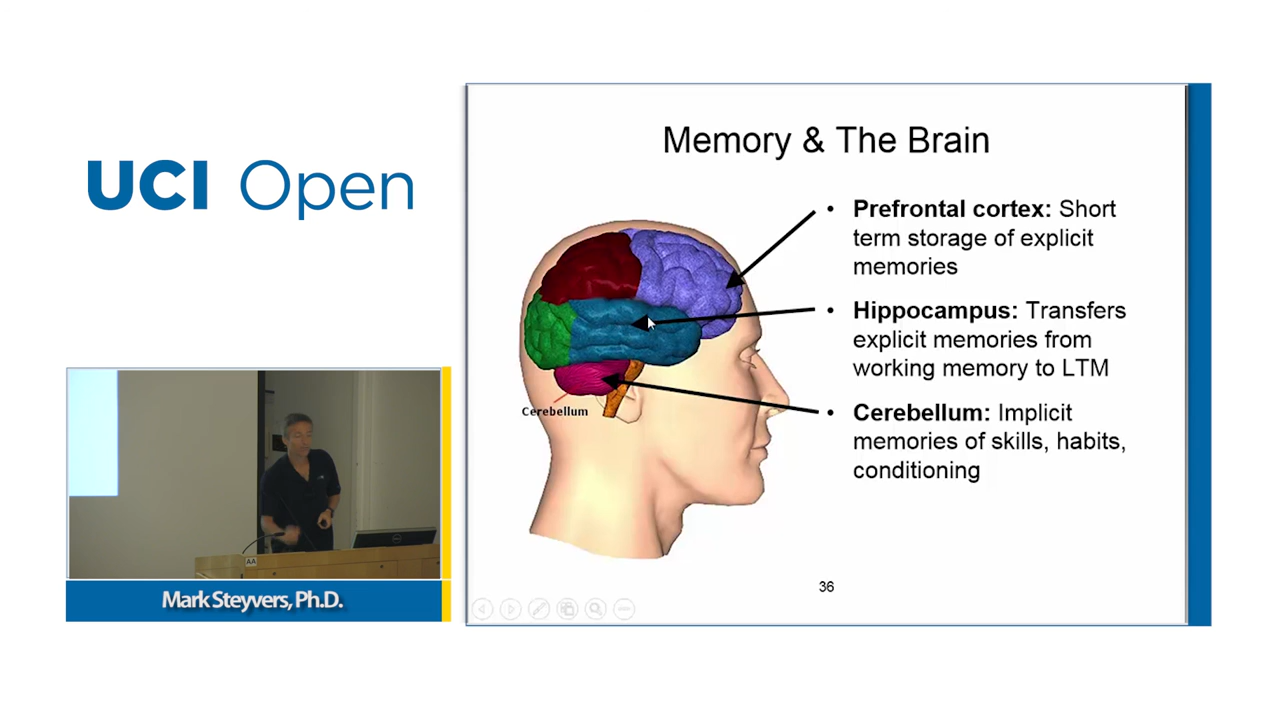 UCI Open
Memory & The Brain
• Prefrontal cortex: Short
term storage of explicit
memories
• Hippocampus: Transfers
explicit memories from
working memory to LTM
• Cerebellum: Implicit
memories of skills, habits,
conditioning
Cerebellum
36
AA
Mark Steyvers, Ph.D.